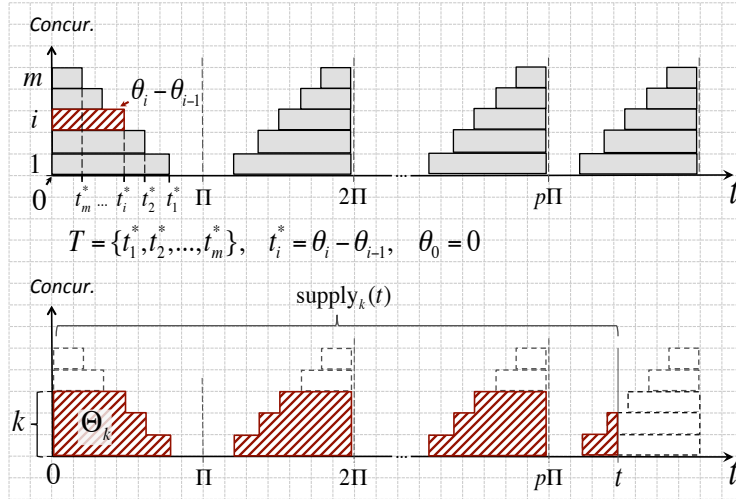 Concur.
m
θ_i − θ_{i-1}
i
1
0 t*_m ... t*_i t*_2 t*_1 Π ... 2Π pΠ t
T = {t*_1, t*_2, ..., t*_m}, t*_i = θ_i − θ_{i-1}, θ_0 = 0
Concur.
supply_k(t)
k
Θ_k
...
0 Π 2Π pΠ t t